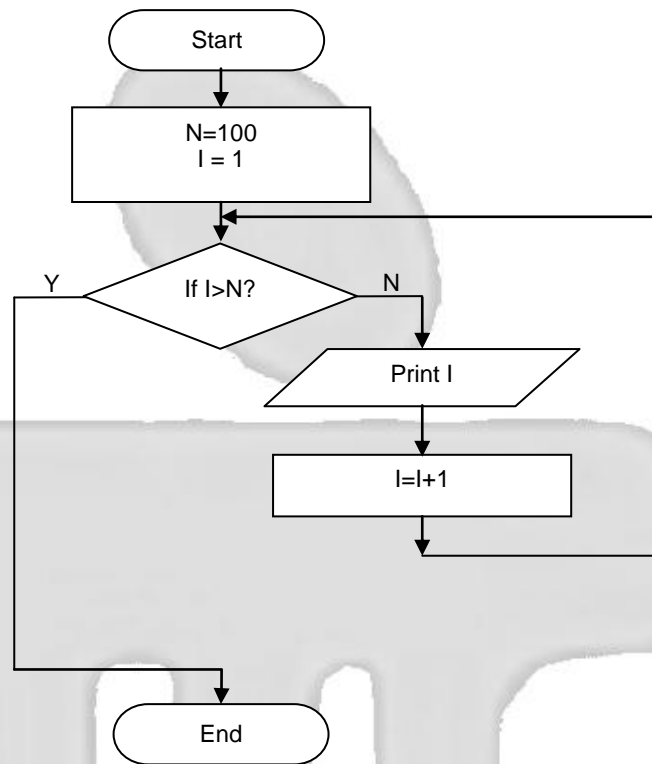 Start
N=100
I = 1
If I>N?
Y
N
Print I
I=I+1
End